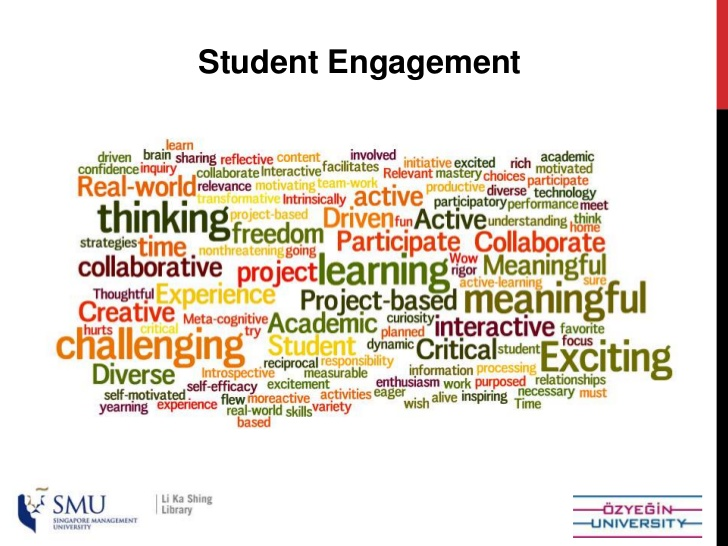 Student Engagement
learn
driven brain sharing reflective content involved initiative excited rich academic
confidence inquiry collaborate Interactive facilitates Relevant mastery choices motivated
Real-world relevance motivating team-work active productive diverse participate technology
transformative Intrinsically participatory performance meet
thinking project-based Driven fun Active understanding think home
strategies time freedom Participate Collaborate
nonthreatening going
collaborative project learning Wow rigor Meaningful
active-learning sure
Thoughtful Experience Project-based meaningful
Creative Meta-cognitive Academic curiosity interactive favorite
hurts critical try planned
challenging Student dynamic Critical student focus Exciting
Diverse reciprocal responsibility information processing
Introspective measurable enthusiasm work purposed relationships
self-motivated self-efficacy excitement activities eager alive inspiring necessary must
yearning experience flew moreactive variety wish Time
real-world skills
based
SMU
SINGAPORE MANAGEMENT
UNIVERSITY
Li Ka Shing
Library
ÖZYEĞİN
UNIVERSITY